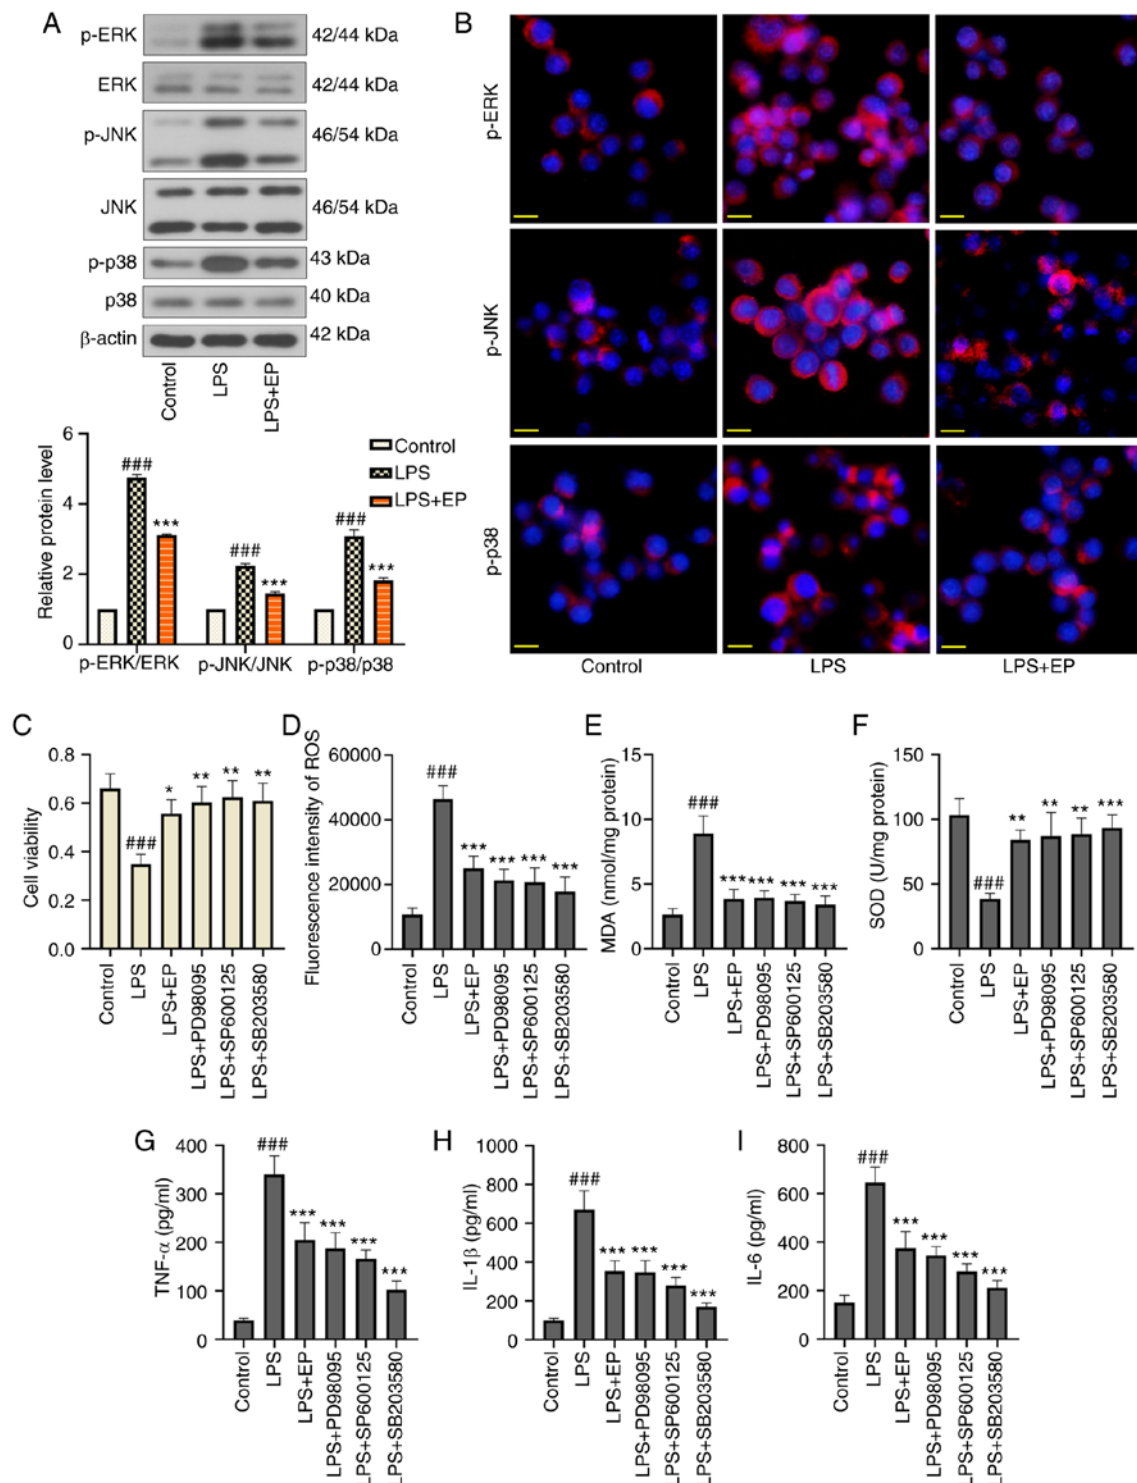 A
p-ERK 42/44 kDa
ERK 42/44 kDa
p-JNK 46/54 kDa
JNK 46/54 kDa
p-p38 43 kDa
p38 40 kDa
β-actin 42 kDa
Control LPS LPS+EP
Relative protein level
6
4
2
0
### *** ### *** ### ***
Control
LPS
LPS+EP
p-ERK/ERK p-JNK/JNK p-p38/p38
B
p-ERK
p-JNK
p-p38
Control LPS LPS+EP
C
Cell viability
0.8
0.6
0.4
0.2
0.0
### * ** ** **
Control LPS LPS+EP LPS+PD98095 LPS+SP600125 LPS+SB203580
D
Fluorescence intensity of ROS
60000
40000
20000
0
### *** *** *** ***
Control LPS LPS+EP LPS+PD98095 LPS+SP600125 LPS+SB203580
E
MDA (nmol/mg protein)
15
10
5
0
### *** *** *** ***
Control LPS LPS+EP LPS+PD98095 LPS+SP600125 LPS+SB203580
F
SOD (U/mg protein)
150
100
50
0
### ** ** ** ***
Control LPS LPS+EP LPS+PD98095 LPS+SP600125 LPS+SB203580
G
TNF-α (pg/ml)
400
300
200
100
0
### *** *** *** ***
Control LPS LPS+EP LPS+PD98095 LPS+SP600125 LPS+SB203580
H
IL-1β (pg/ml)
1000
800
600
400
200
0
### *** *** *** ***
Control LPS LPS+EP LPS+PD98095 LPS+SP600125 LPS+SB203580
I
IL-6 (pg/ml)
800
600
400
200
0
### *** *** *** ***
Control LPS LPS+EP LPS+PD98095 LPS+SP600125 LPS+SB203580